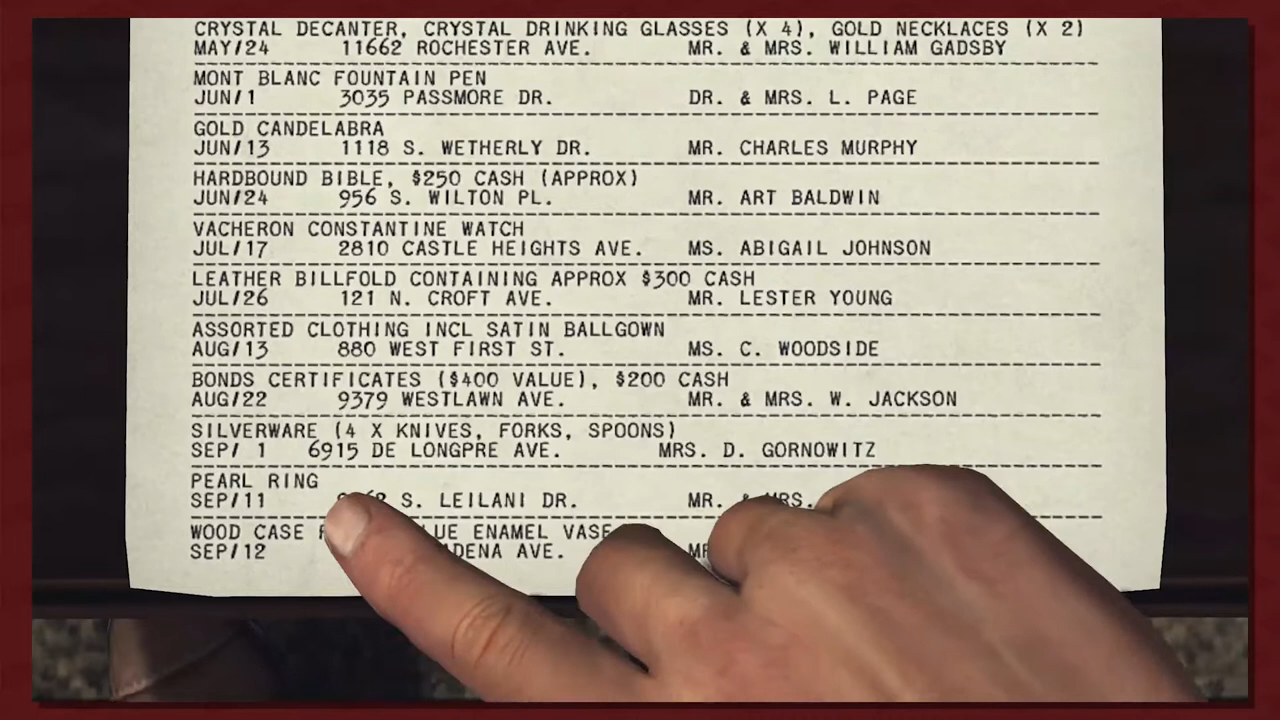 CRYSTAL DECANTER, CRYSTAL DRINKING GLASSES (X 4), GOLD NECKLACES (X 2)
MAY/24 11662 ROCHESTER AVE. MR. & MRS. WILLIAM GADSBY
MONT BLANC FOUNTAIN PEN
JUN/1 3035 PASSMORE DR. DR. & MRS. L. PAGE
GOLD CANDELABRA
JUN/13 1118 S. WETHERLY DR. MR. CHARLES MURPHY
HARDBOUND BIBLE, $250 CASH (APPROX)
JUN/24 956 S. WILTON PL. MR. ART BALDWIN
VACHERON CONSTANTINE WATCH
JUL/17 2810 CASTLE HEIGHTS AVE. MS. ABIGAIL JOHNSON
LEATHER BILLFOLD CONTAINING APPROX $300 CASH
JUL/26 121 N. CROFT AVE. MR. LESTER YOUNG
ASSORTED CLOTHING INCL SATIN BALLGOWN
AUG/13 880 WEST FIRST ST. MS. C. WOODSIDE
BONDS CERTIFICATES ($400 VALUE), $200 CASH
AUG/22 9379 WESTLAWN AVE. MR. & MRS. W. JACKSON
SILVERWARE (4 X KNIVES, FORKS, SPOONS)
SEP/ 1 6915 DE LONGPRE AVE. MRS. D. GORNOWITZ
PEARL RING
SEP/11 S. LEILANI DR. MR. & MRS.
WOOD CASE ENAMEL VASE
SEP/12 AVE.